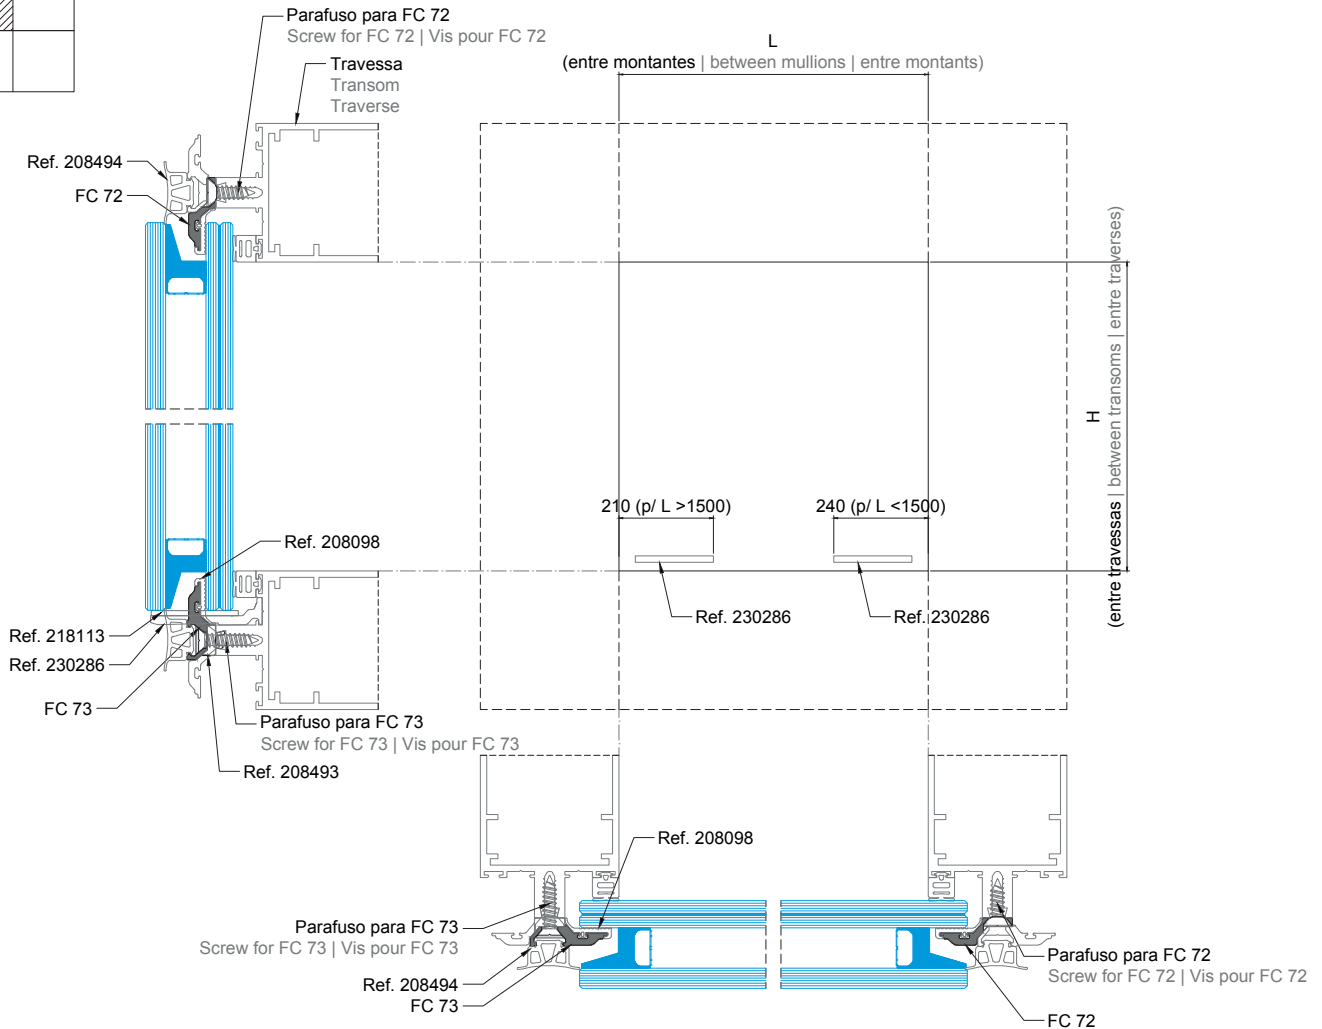 Parafuso para FC 72
Screw for FC 72 | Vis pour FC 72
Travessa
Transom
Traverse
L
(entre montantes | between mullions | entre montants)
Ref. 208494
FC 72
H
(entre travessas | between transoms | entre traverses)
210 (p/ L >1500)
240 (p/ L <1500)
Ref. 230286
Ref. 230286
Ref. 208098
Ref. 218113
Ref. 230286
FC 73
Parafuso para FC 73
Screw for FC 73 | Vis pour FC 73
Ref. 208493
Ref. 208098
Parafuso para FC 73
Screw for FC 73 | Vis pour FC 73
Ref. 208494
FC 73
Parafuso para FC 72
Screw for FC 72 | Vis pour FC 72
FC 72